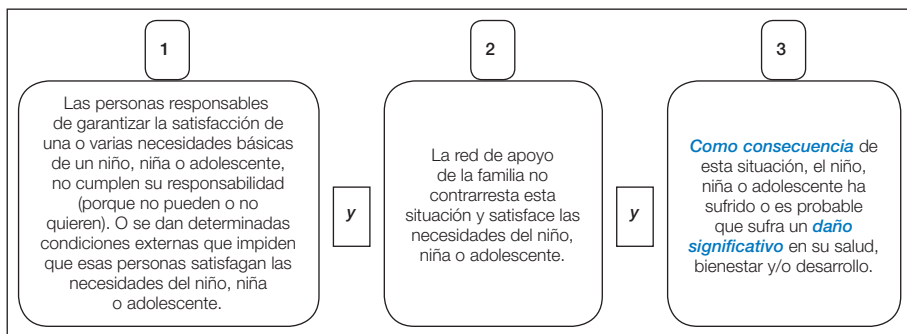 1
Las personas responsables
de garantizar la satisfacción de
una o varias necesidades básicas
de un niño, niña o adolescente,
no cumplen su responsabilidad
(porque no pueden o no
quieren). O se dan determinadas
condiciones externas que impiden
que esas personas satisfagan las
necesidades del niño, niña
o adolescente.
y
2
La red de apoyo
de la familia no
contrarresta esta
situación y satisface las
necesidades del niño,
niña o adolescente.
y
3
Como consecuencia de
esta situación, el niño,
niña o adolescente ha
sufrido o es probable
que sufra un daño
significativo en su salud,
bienestar y/o desarrollo.